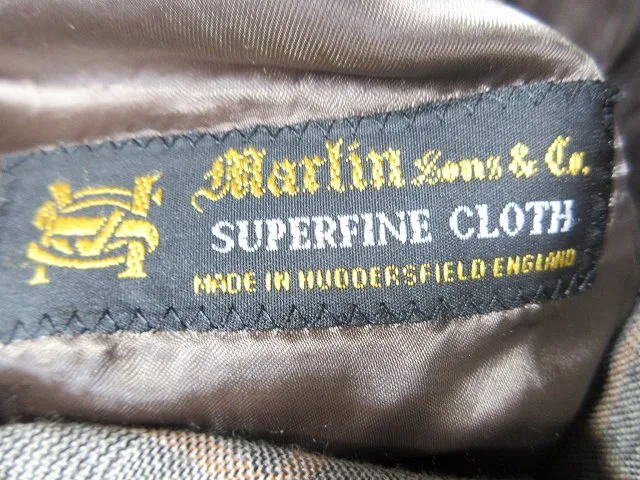 Marlin Sons & Co.
SUPERFINE CLOTH
MADE IN HUDDERSFIELD ENGLAND